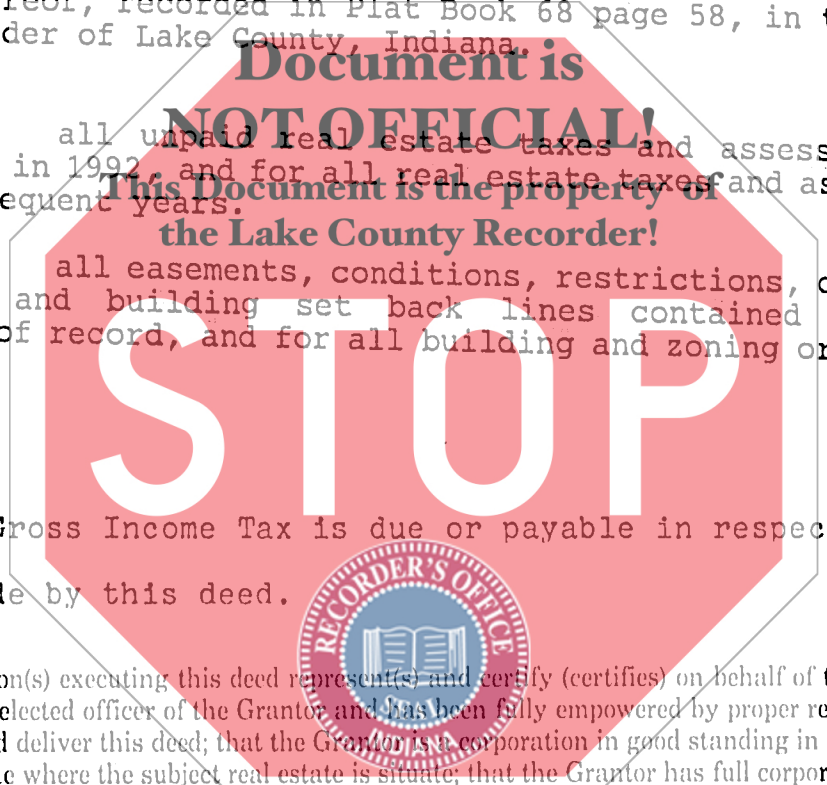 recorded in Plat Book 68 page 58, in
der of Lake County, Indiana.
Document is
NOT OFFICIAL!
all unpaid real estate taxes and assess
in 1992, and for all real estate taxes and as
This Document is the property of
equent years.
the Lake County Recorder!
all easements, conditions, restrictions,
and building set back lines contained
of record, and for all building and zoning or
STOP
Gross Income Tax is due or payable in respec
le by this deed.
RECORDER'S OFFICE
on(s) executing this deed represent(s) and certify (certifies) on behalf of t
elected officer of the Grantor and has been fully empowered by proper re
d deliver this deed; that the Grantor is a corporation in good standing in
INDIANA
e where the subject real estate is situate; that the Grantor has full corpor